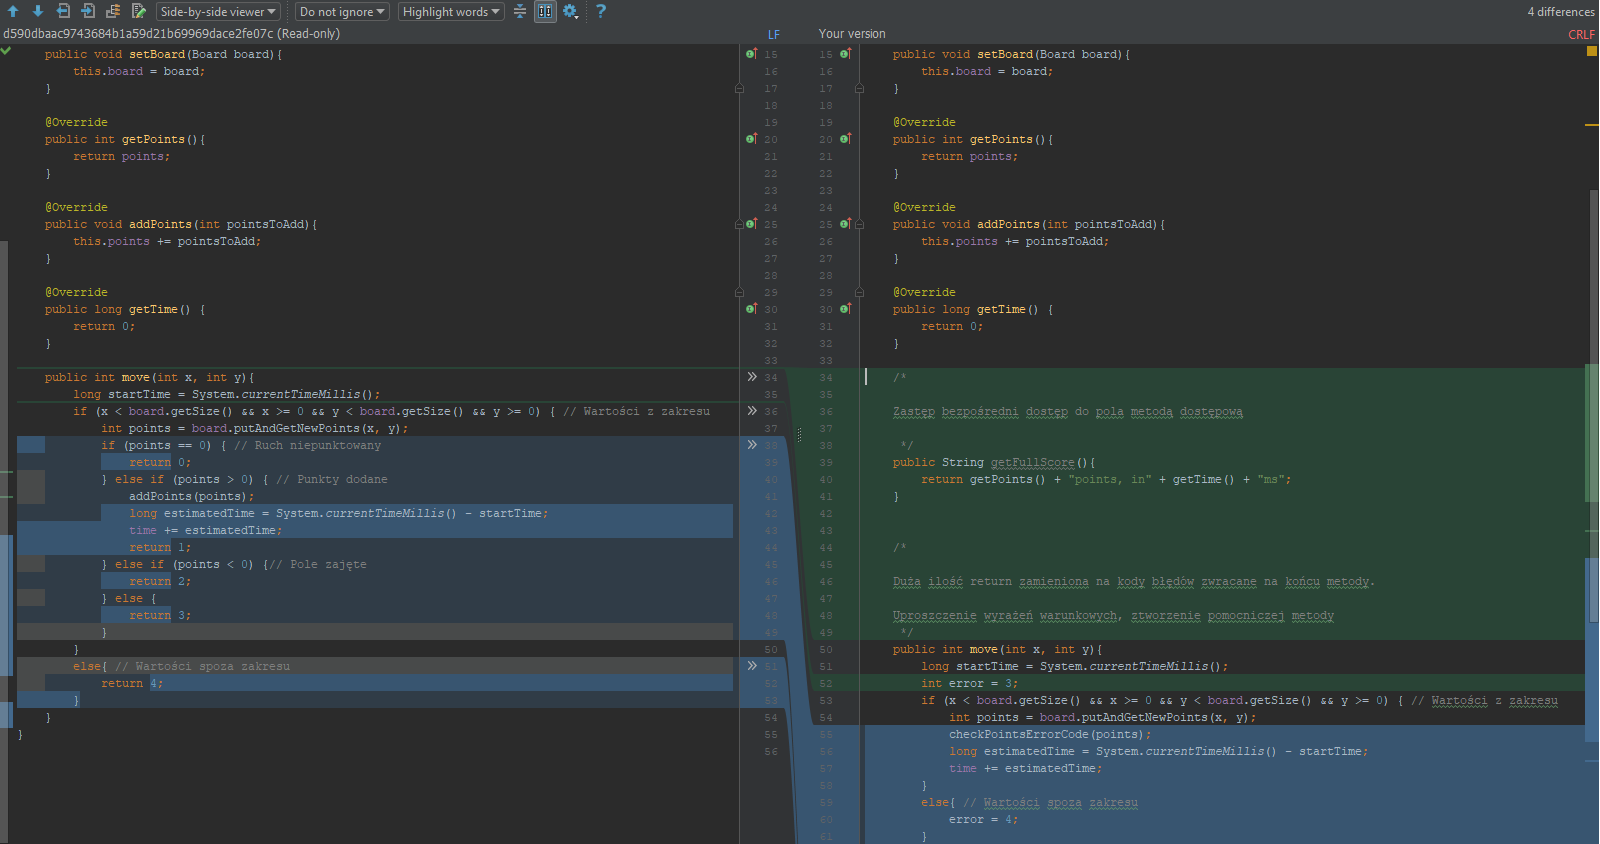 Side-by-side viewer
Do not ignore
Highlight words
?
4 differences
d590dbaac9743684b1a59d21b69969dace2fe07c (Read-only)
LF
Your version
CRLF
15 public void setBoard(Board board){
16 this.board = board;
17 }
18
19 @Override
20 public int getPoints(){
21 return points;
22 }
23
24 @Override
25 public void addPoints(int pointsToAdd){
26 this.points += pointsToAdd;
27 }
28
29 @Override
30 public long getTime() {
31 return 0;
32 }
33
34 public int move(int x, int y){
35 long startTime = System.currentTimeMillis();
36 if (x < board.getSize() && x >= 0 && y < board.getSize() && y >= 0) { // Wartości z zakresu
37 int points = board.putAndGetNewPoints(x, y);
38 if (points == 0) { // Ruch niepunktowany
39 return 0;
40 } else if (points > 0) { // Punkty dodane
41 addPoints(points);
42 long estimatedTime = System.currentTimeMillis() - startTime;
43 time += estimatedTime;
44 return 1;
45 } else if (points < 0) {// Pole zajęte
46 return 2;
47 } else {
48 return 3;
49 }
50 }
51 else{ // Wartości spoza zakresu
52 return 4;
53 }
54 }
55 }
56
15 public void setBoard(Board board){
16 this.board = board;
17 }
18
19 @Override
20 public int getPoints(){
21 return points;
22 }
23
24 @Override
25 public void addPoints(int pointsToAdd){
26 this.points += pointsToAdd;
27 }
28
29 @Override
30 public long getTime() {
31 return 0;
32 }
33
34 /*
35
36 Zastęp bezpośredni dostęp do pola metodą dostępową
37
38 */
39 public String getFullScore(){
40 return getPoints() + "points, in" + getTime() + "ms";
41 }
42
43
44 /*
45
46 Duża ilość return zamieniona na kody błędów zwracane na końcu metody.
47
48 Uproszczenie wyrażeń warunkowych, ztworzenie pomocniczej metody
49 */
50 public int move(int x, int y){
51 long startTime = System.currentTimeMillis();
52 int error = 3;
53 if (x < board.getSize() && x >= 0 && y < board.getSize() && y >= 0) { // Wartości z zakresu
54 int points = board.putAndGetNewPoints(x, y);
55 checkPointsErrorCode(points);
56 long estimatedTime = System.currentTimeMillis() - startTime;
57 time += estimatedTime;
58 }
59 else{ // Wartości spoza zakresu
60 error = 4;
61 }